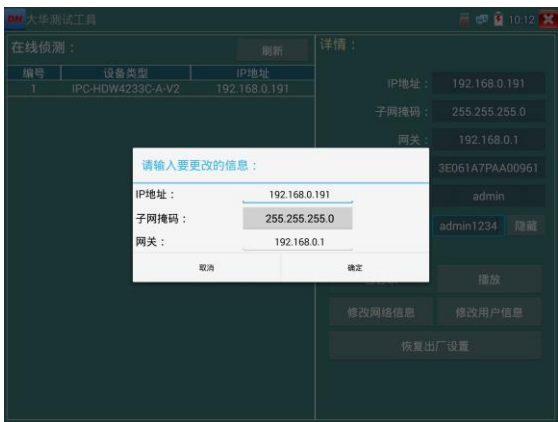 DH 大华测试工具
10:12
在线侦测：
刷新
详情：
编号 设备类型 IP地址
1 IPC-HDW4233C-A-V2 192.168.0.191
IP地址： 192.168.0.191
子网掩码： 255.255.255.0
网关： 192.168.0.1
3E061A7PAA00961
admin
admin1234 隐藏
播放
修改网络信息 修改用户信息
恢复出厂设置
请输入要更改的信息：
IP地址： 192.168.0.191
子网掩码： 255.255.255.0
网关： 192.168.0.1
取消 确定